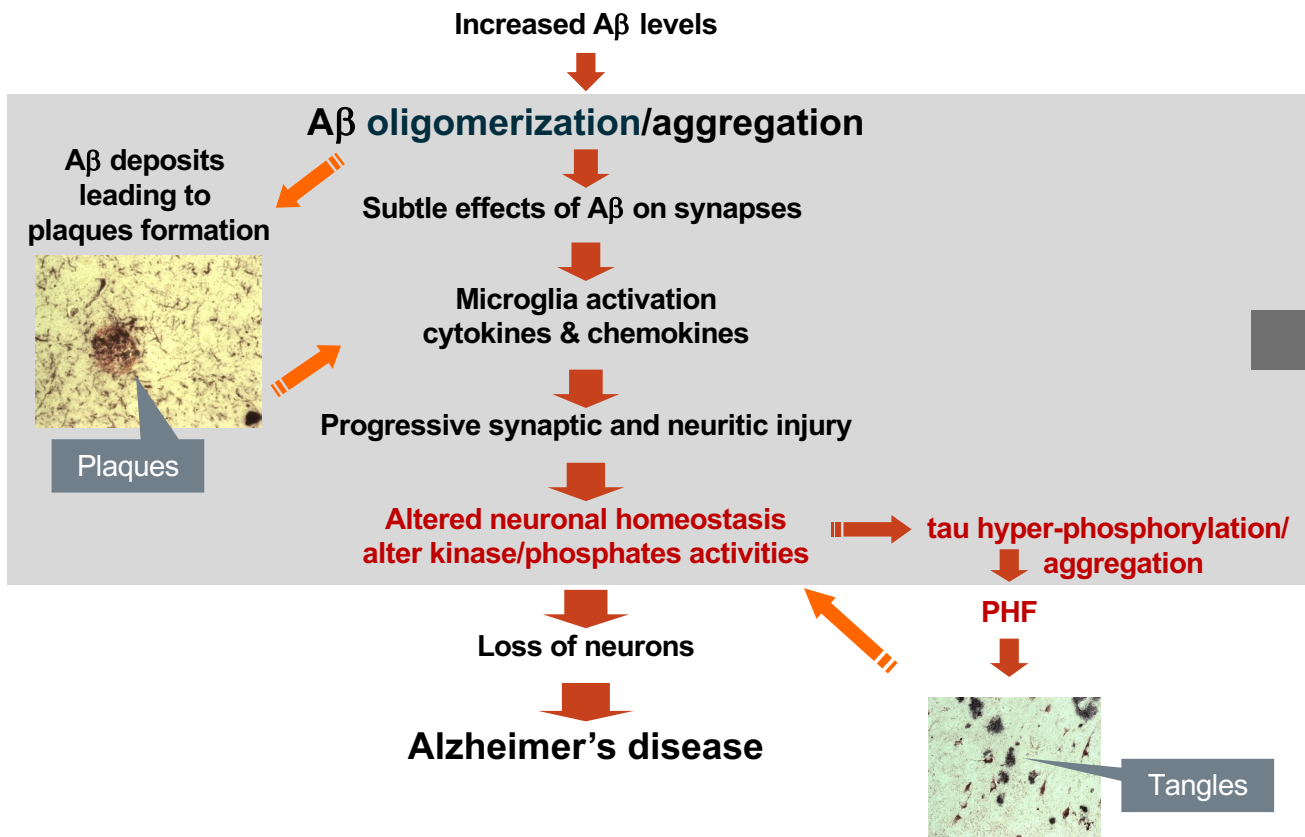 Increased Aβ levels
Aβ oligomerization/aggregation
Aβ deposits
leading to
plaques formation
Subtle effects of Aβ on synapses
Microglia activation
cytokines & chemokines
Progressive synaptic and neuritic injury
Plaques
Altered neuronal homeostasis
alter kinase/phosphates activities
tau hyper-phosphorylation/
aggregation
PHF
Loss of neurons
Alzheimer’s disease
Tangles